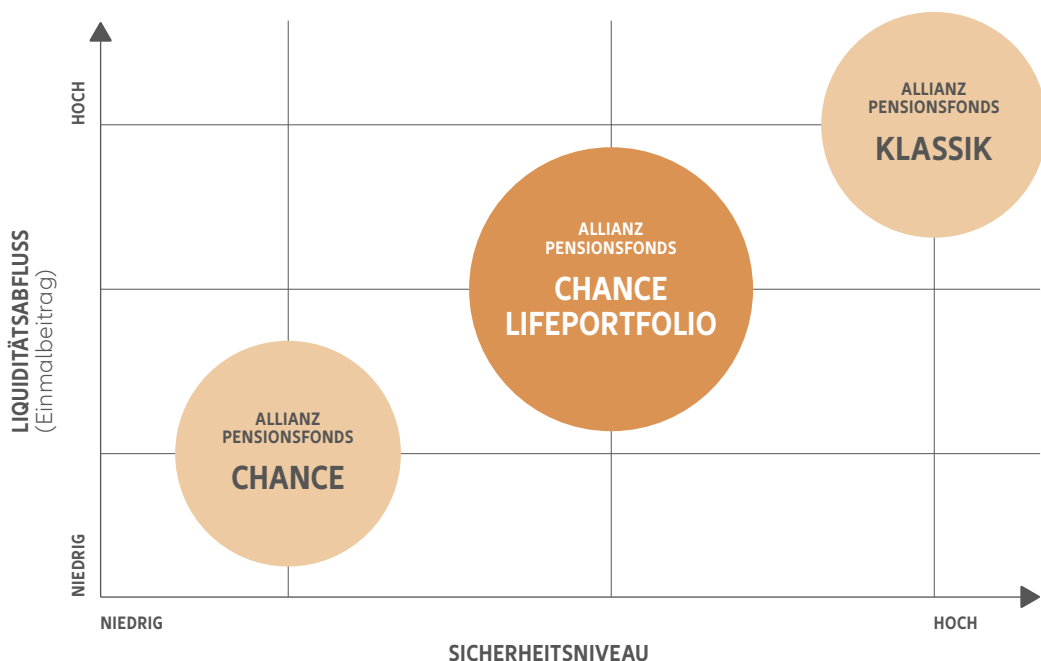 HOCH
LIQUIDITÄTSABFLUSS
(Einmalbeitrag)
NIEDRIG
ALLIANZ
PENSIONSFONDS
KLASSIK
ALLIANZ
PENSIONSFONDS
CHANCE
LIFEPORTFOLIO
ALLIANZ
PENSIONSFONDS
CHANCE
NIEDRIG
HOCH
SICHERHEITSNIVEAU